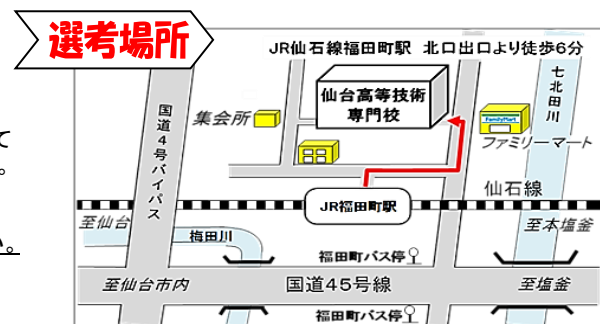 選考場所
JR仙石線福田町駅 北口出口より徒歩6分
て
。
い。
国道4号バイパス
集会所
仙台高等技術
専門校
FamilyMart
ファミリーマート
七北田川
仙石線
JR福田町駅
至仙台
至本塩釜
梅田川
福田町バス停
至仙台市内
国道45号線
至塩釜
福田町バス停